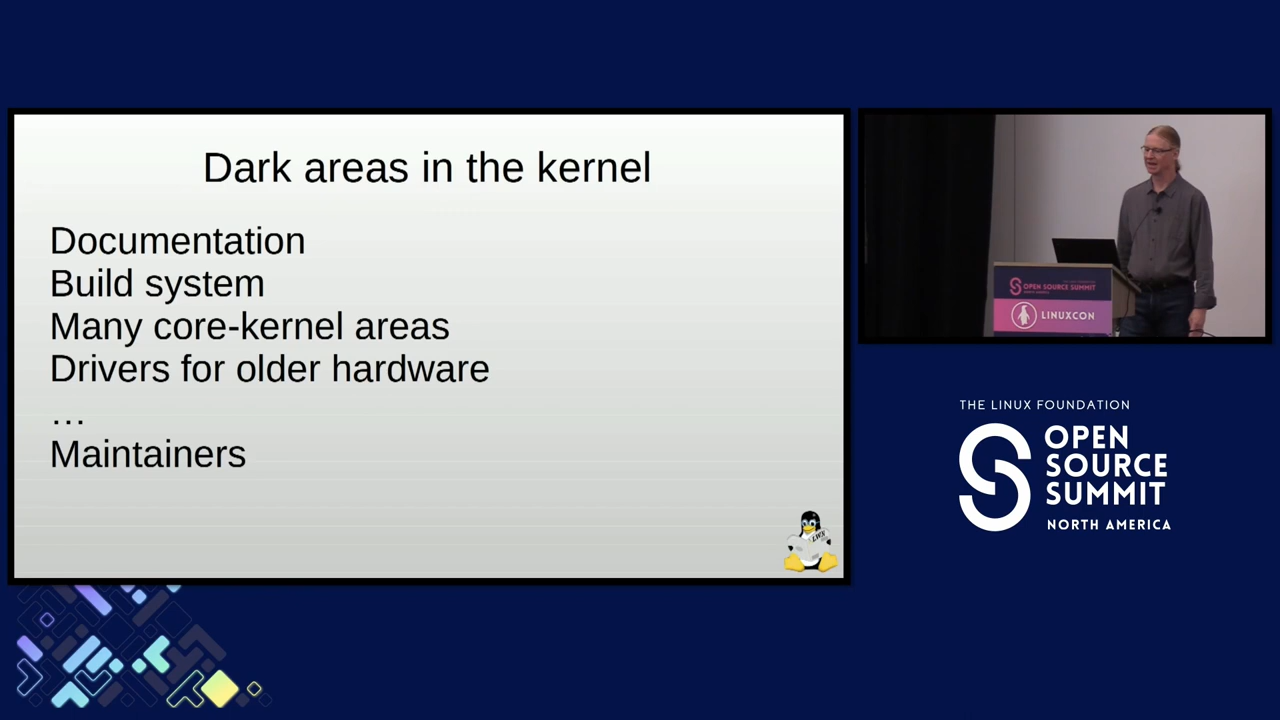 Dark areas in the kernel
Documentation
Build system
Many core-kernel areas
Drivers for older hardware
…
Maintainers
LWN
OPEN SOURCE SUMMIT
LINUXCON
THE LINUX FOUNDATION
OPEN
SOURCE
SUMMIT
NORTH AMERICA